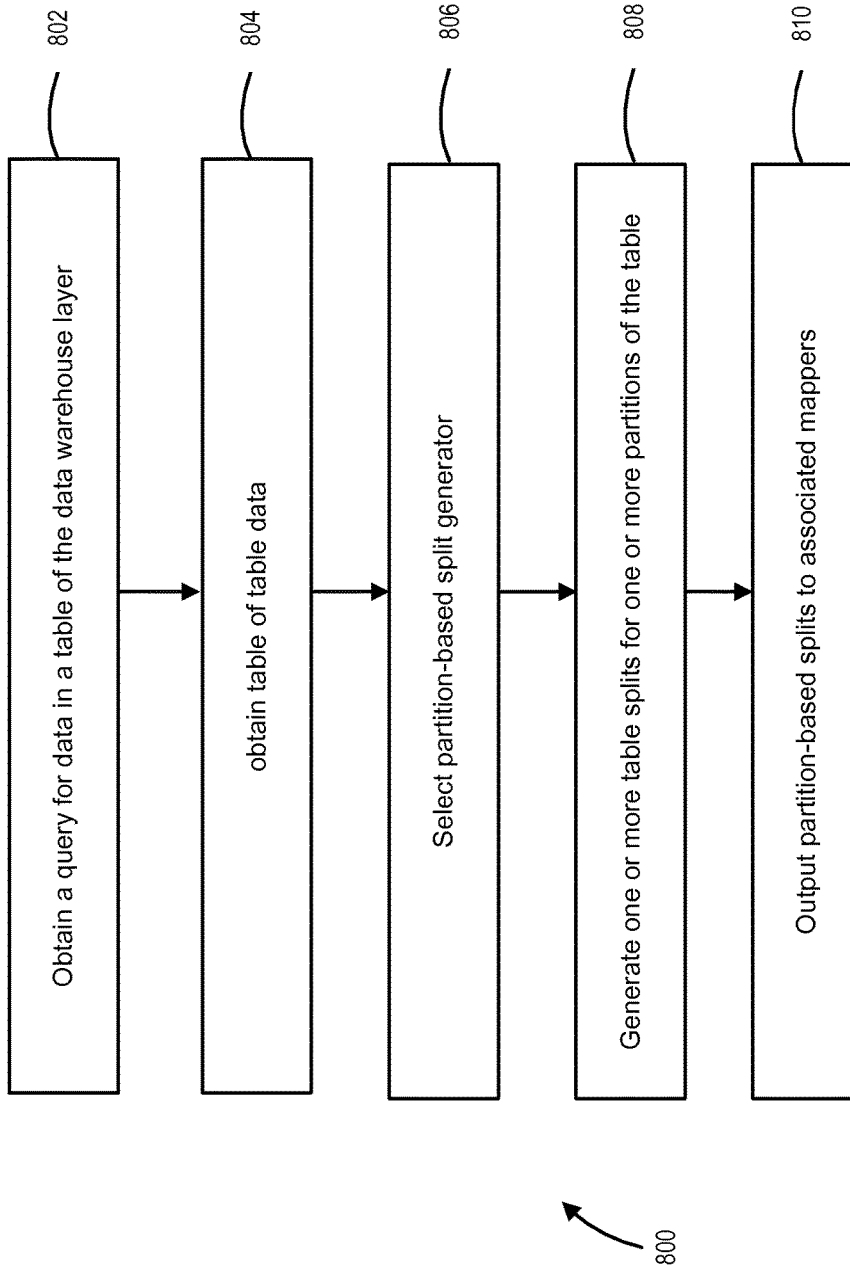 802
Obtain a query for data in a table of the data warehouse layer
804
obtain table of table data
806
Select partition-based split generator
808
Generate one or more table splits for one or more partitions of the table
810
Output partition-based splits to associated mappers
800